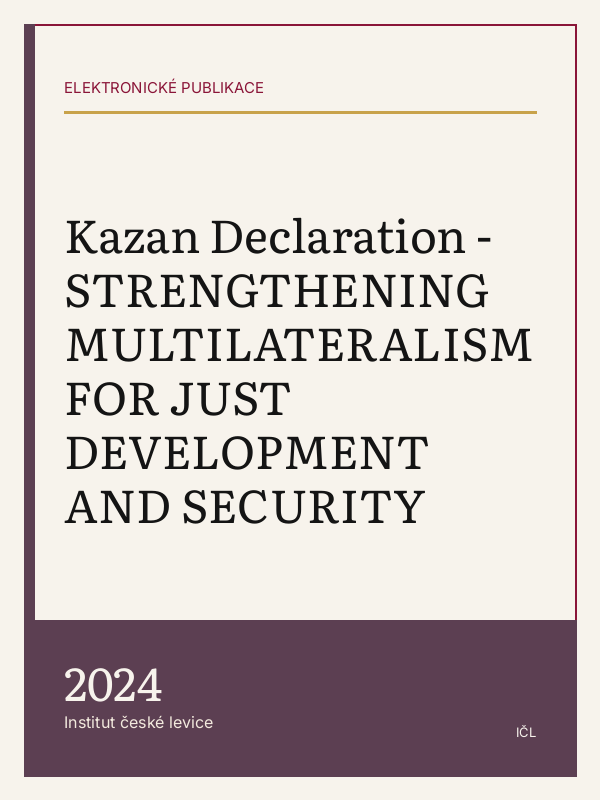 ELEKTRONICKÉ PUBLIKACE
Kazan Declaration -
STRENGTHENING
MULTILATERALISM
FOR JUST
DEVELOPMENT
AND SECURITY
2024
Institut české levice
IČL